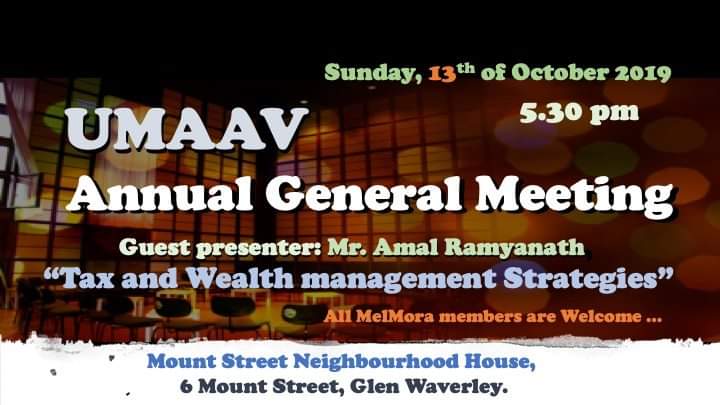 Sunday, 13th of October 2019
5.30 pm
UMAAV
Annual General Meeting
Guest presenter: Mr. Amal Ramyanath
“Tax and Wealth management Strategies”
All MelMora members are Welcome ...
Mount Street Neighbourhood House,
6 Mount Street, Glen Waverley.